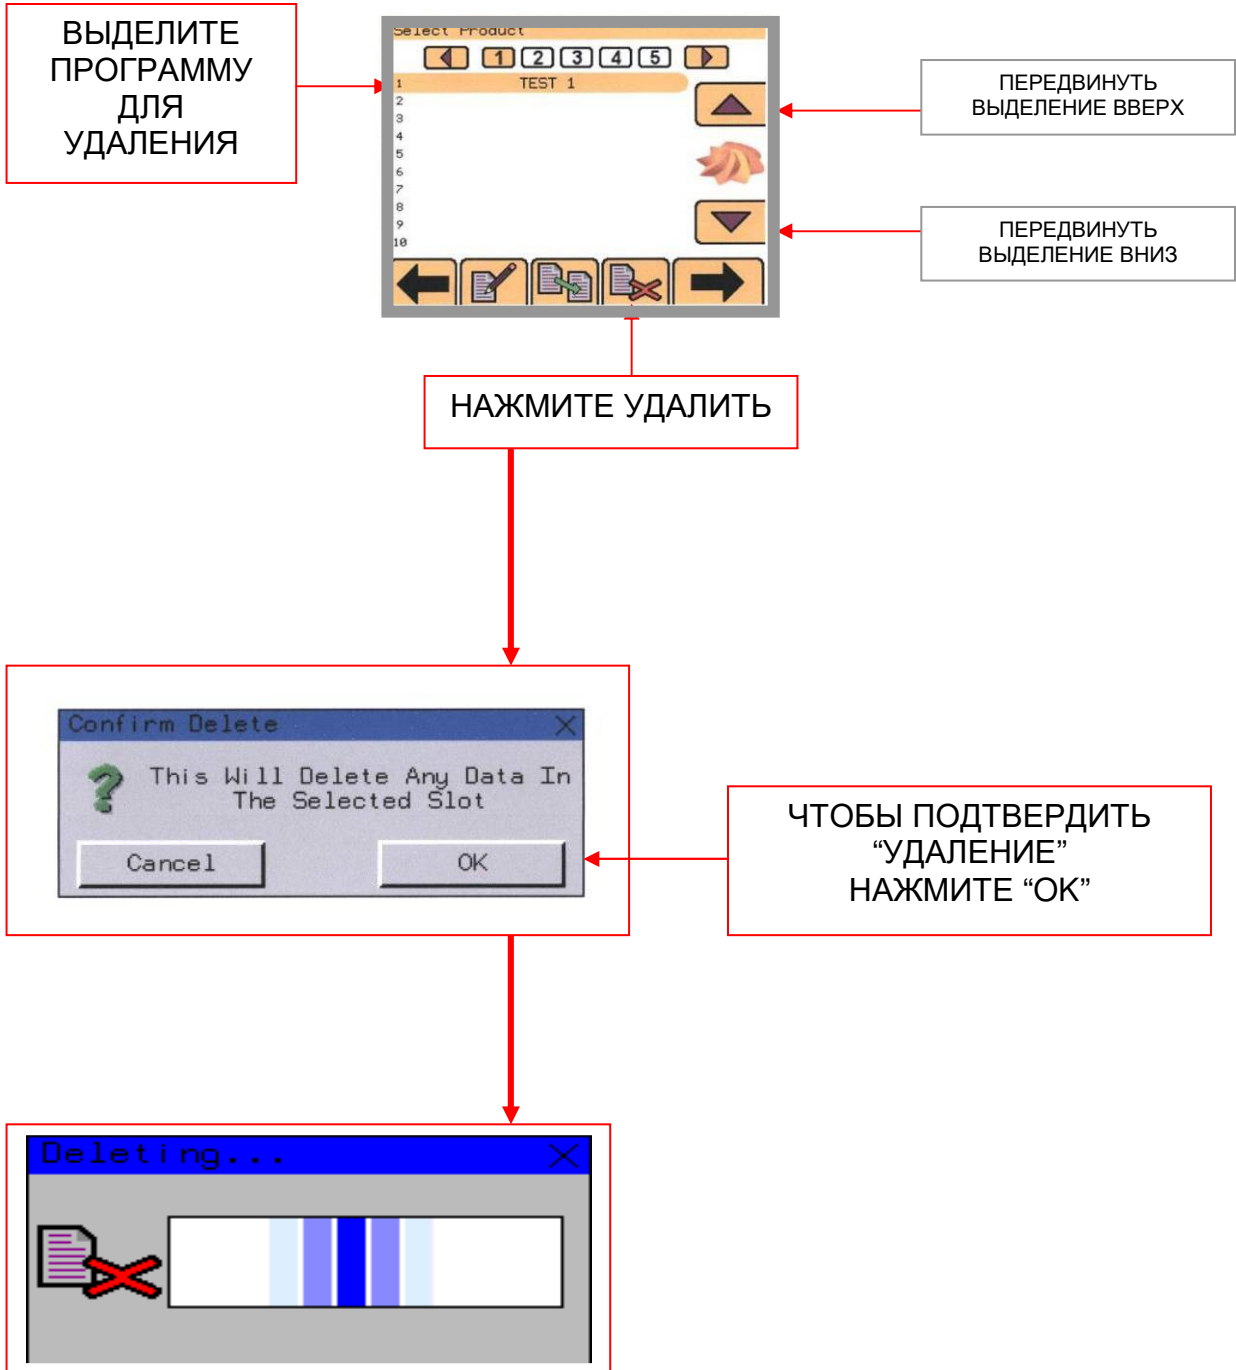 ВЫДЕЛИТЕ
ПРОГРАММУ
ДЛЯ
УДАЛЕНИЯ
Select Product
1 2 3 4 5
1 TEST 1
2
3
4
5
6
7
8
9
10
ПЕРЕДВИНУТЬ
ВЫДЕЛЕНИЕ ВВЕРХ
ПЕРЕДВИНУТЬ
ВЫДЕЛЕНИЕ ВНИЗ
НАЖМИТЕ УДАЛИТЬ
Confirm Delete
This Will Delete Any Data In
The Selected Slot
Cancel OK
ЧТОБЫ ПОДТВЕРДИТЬ
“УДАЛЕНИЕ”
НАЖМИТЕ “ОК”
Deleting...